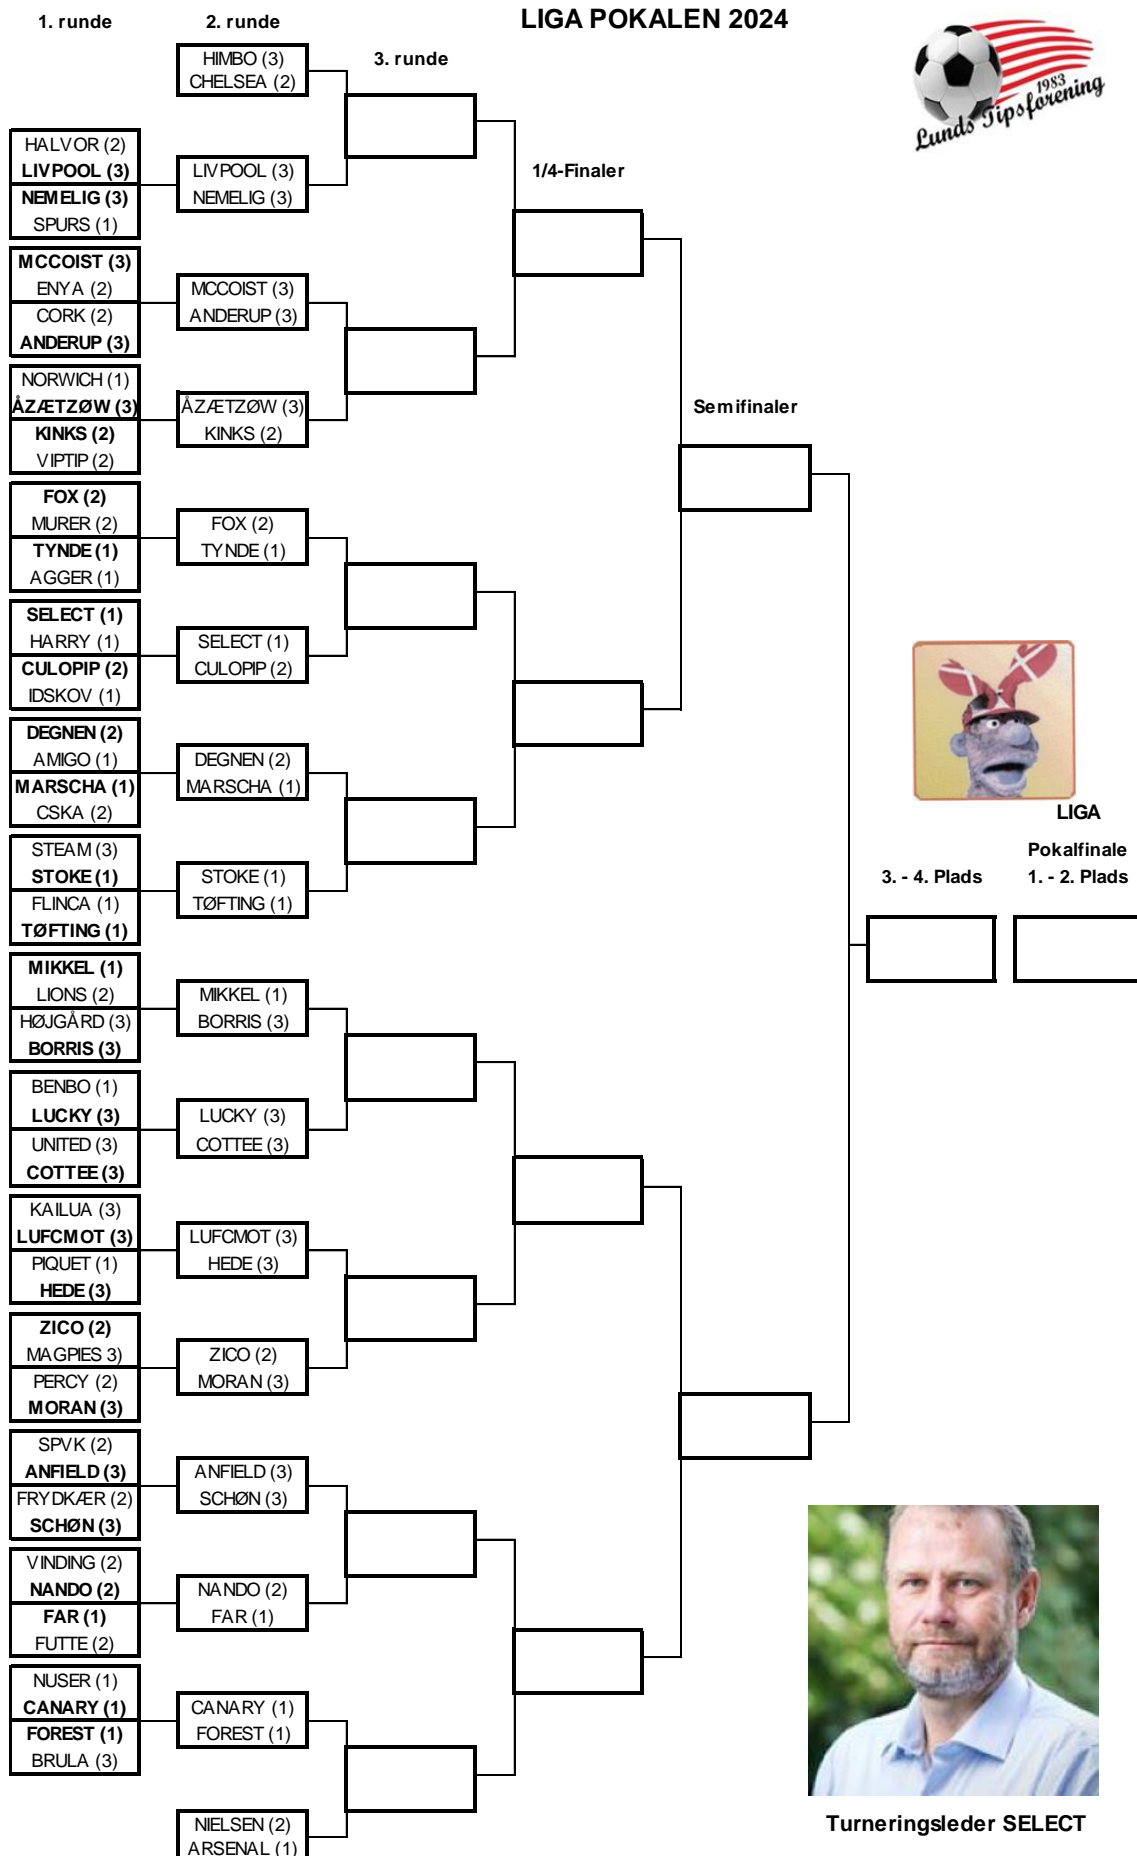 LIGA POKALEN 2024
1. runde
2. runde
3. runde
1/4-Finaler
Semifinaler
1983
Lunds Tipsforening
HALVOR (2)
LIVPOOL (3)
NEMELIG (3)
SPURS (1)
MCCOIST (3)
ENYA (2)
CORK (2)
ANDERUP (3)
NORWICH (1)
ÅZÆTZØW (3)
KINKS (2)
VIPTIP (2)
FOX (2)
MURER (2)
TYNDE (1)
AGGER (1)
SELECT (1)
HARRY (1)
CULOPIP (2)
IDSKOV (1)
DEGNEN (2)
AMIGO (1)
MARSCHA (1)
CSKA (2)
STEAM (3)
STOKE (1)
FLINCA (1)
TØFTING (1)
MIKKEL (1)
LIONS (2)
HØJGÅRD (3)
BORRIS (3)
BENBO (1)
LUCKY (3)
UNITED (3)
COTTEE (3)
KAILUA (3)
LUFCMOT (3)
PIQUET (1)
HEDE (3)
ZICO (2)
MAGPIES 3)
PERCY (2)
MORAN (3)
SPVK (2)
ANFIELD (3)
FRYDKÆR (2)
SCHØN (3)
VINDING (2)
NANDO (2)
FAR (1)
FUTTE (2)
NUSER (1)
CANARY (1)
FOREST (1)
BRULA (3)
HIMBO (3)
CHELSEA (2)
LIVPOOL (3)
NEMELIG (3)
MCCOIST (3)
ANDERUP (3)
ÅZÆTZØW (3)
KINKS (2)
FOX (2)
TYNDE (1)
SELECT (1)
CULOPIP (2)
DEGNEN (2)
MARSCHA (1)
STOKE (1)
TØFTING (1)
MIKKEL (1)
BORRIS (3)
LUCKY (3)
COTTEE (3)
LUFCMOT (3)
HEDE (3)
ZICO (2)
MORAN (3)
ANFIELD (3)
SCHØN (3)
NANDO (2)
FAR (1)
CANARY (1)
FOREST (1)
NIELSEN (2)
ARSENAL (1)
LIGA
Pokalfinale
3. - 4. Plads
1. - 2. Plads
Turneringsleder SELECT